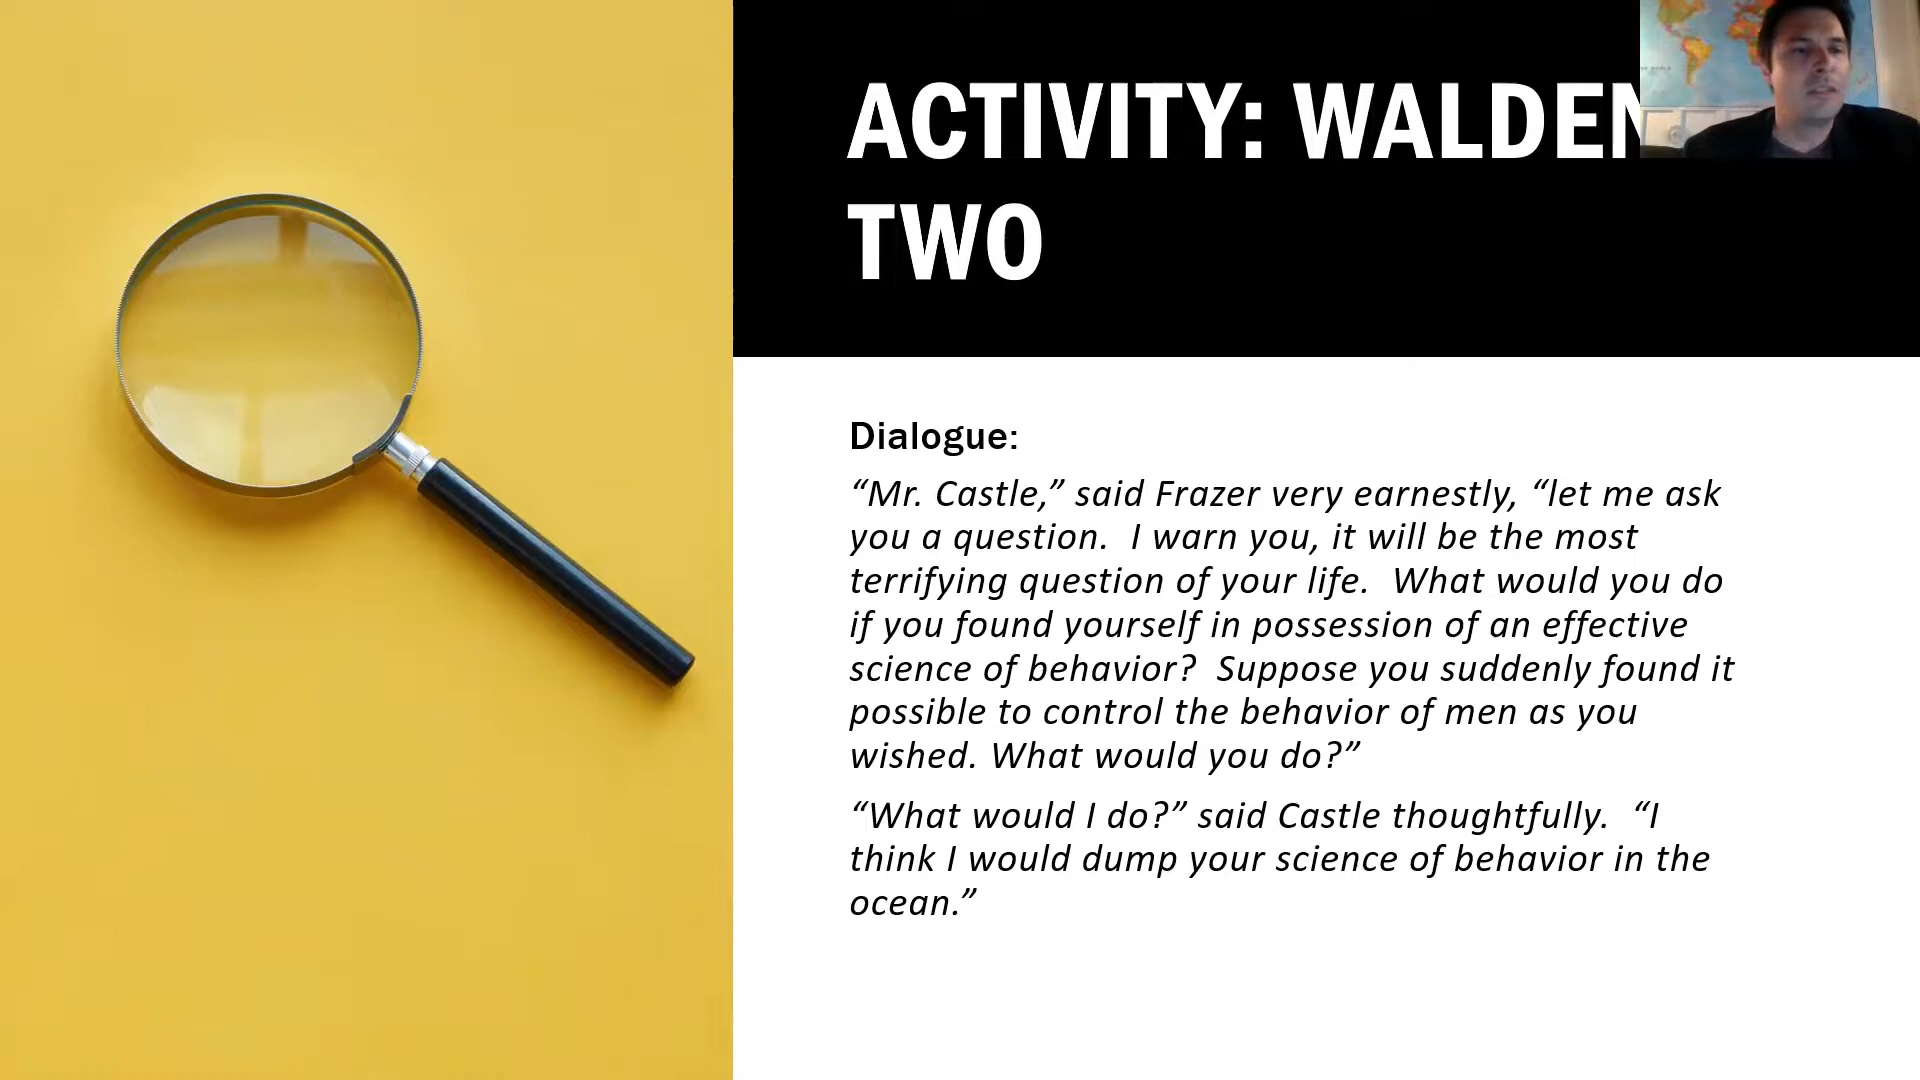 ACTIVITY: WALDEN
TWO
Dialogue:
“Mr. Castle,” said Frazer very earnestly, “let me ask
you a question.  I warn you, it will be the most
terrifying question of your life.  What would you do
if you found yourself in possession of an effective
science of behavior?  Suppose you suddenly found it
possible to control the behavior of men as you
wished. What would you do?”
“What would I do?” said Castle thoughtfully.  “I
think I would dump your science of behavior in the
ocean.”